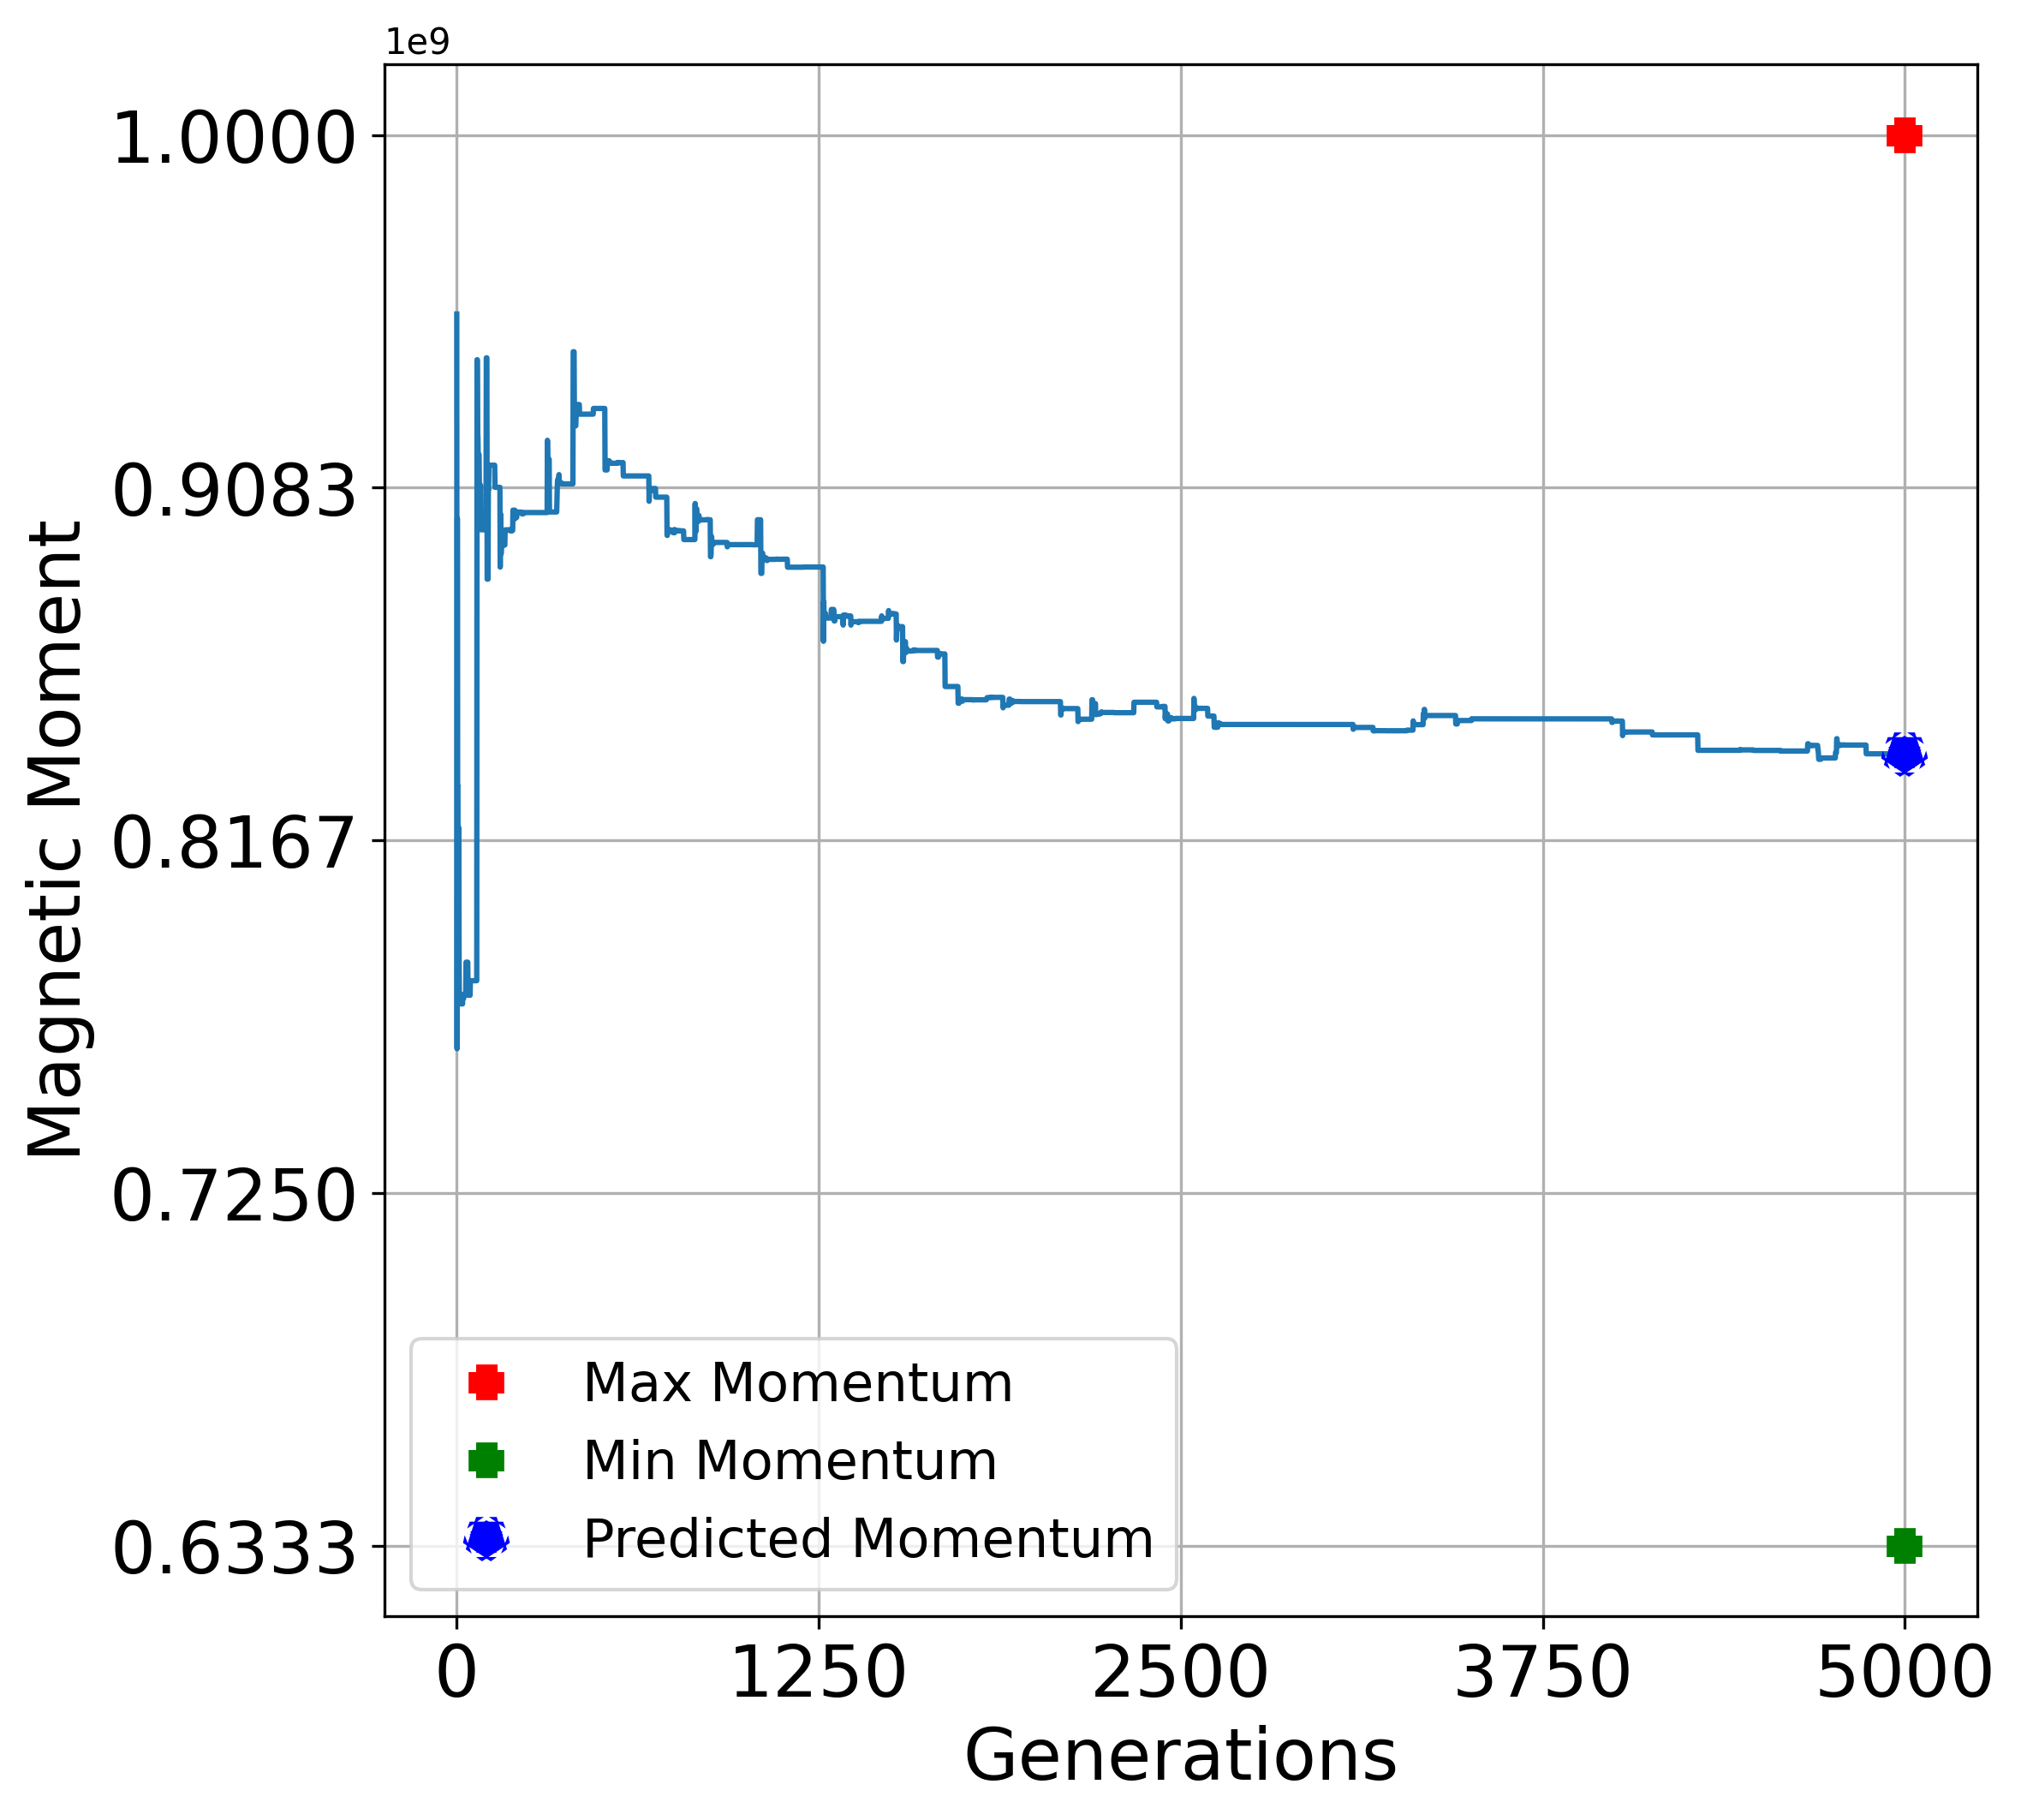 1e9
1.0000
0.9083
0.8167
0.7250
0.6333
Magnetic Moment
Max Momentum
Min Momentum
Predicted Momentum
0 1250 2500 3750 5000
Generations